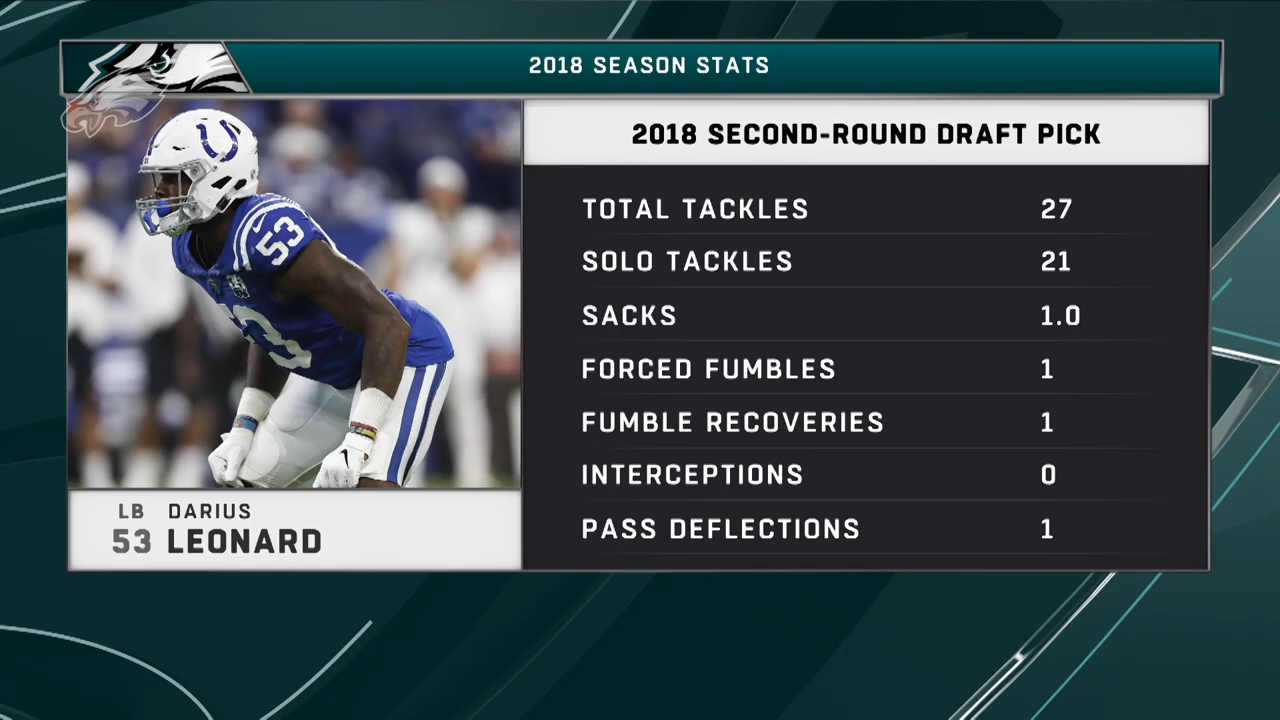 2018 SEASON STATS
2018 SECOND-ROUND DRAFT PICK
TOTAL TACKLES 27
SOLO TACKLES 21
SACKS 1.0
FORCED FUMBLES 1
FUMBLE RECOVERIES 1
INTERCEPTIONS 0
PASS DEFLECTIONS 1
53
53
LB DARIUS
53 LEONARD